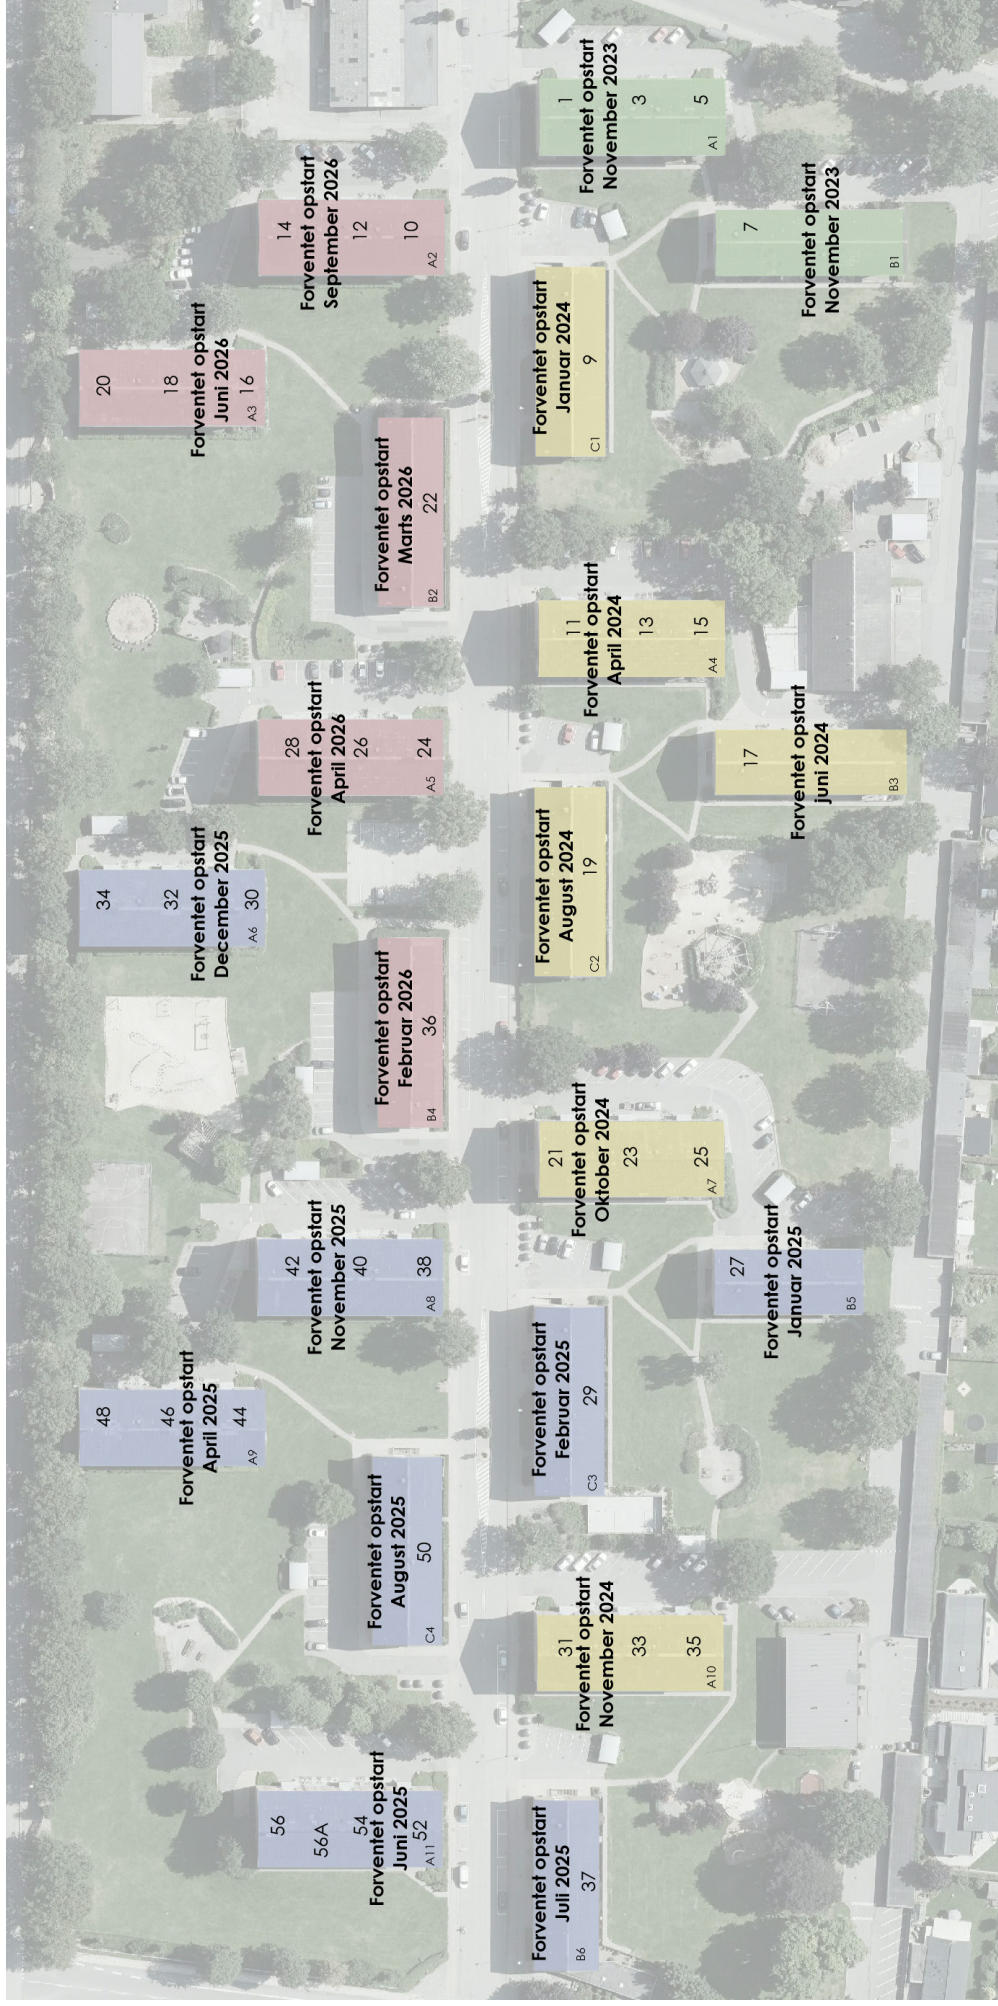 56
56A
54
Forventet opstart
Juni 2025
52
A11
Forventet opstart
August 2025
50
C4
48
46
Forventet opstart
April 2025
44
A9
42
Forventet opstart
November 2025
40
38
A8
Forventet opstart
Februar 2026
36
B4
34
32
Forventet opstart
December 2025
30
A6
28
Forventet opstart
April 2026
26
24
A5
Forventet opstart
Marts 2026
22
B2
20
18
Forventet opstart
Juni 2026
16
A3
14
Forventet opstart
September 2026
12
10
A2
Forventet opstart
Juli 2025
37
B6
31
Forventet opstart
November 2024
33
35
A10
Forventet opstart
Februar 2025
29
C3
27
Forventet opstart
Januar 2025
B5
21
Forventet opstart
Oktober 2024
23
25
A7
Forventet opstart
August 2024
19
C2
17
Forventet opstart
juni 2024
B3
11
Forventet opstart
April 2024
13
15
A4
Forventet opstart
Januar 2024
9
C1
7
Forventet opstart
November 2023
B1
1
Forventet opstart
November 2023
3
5
A1